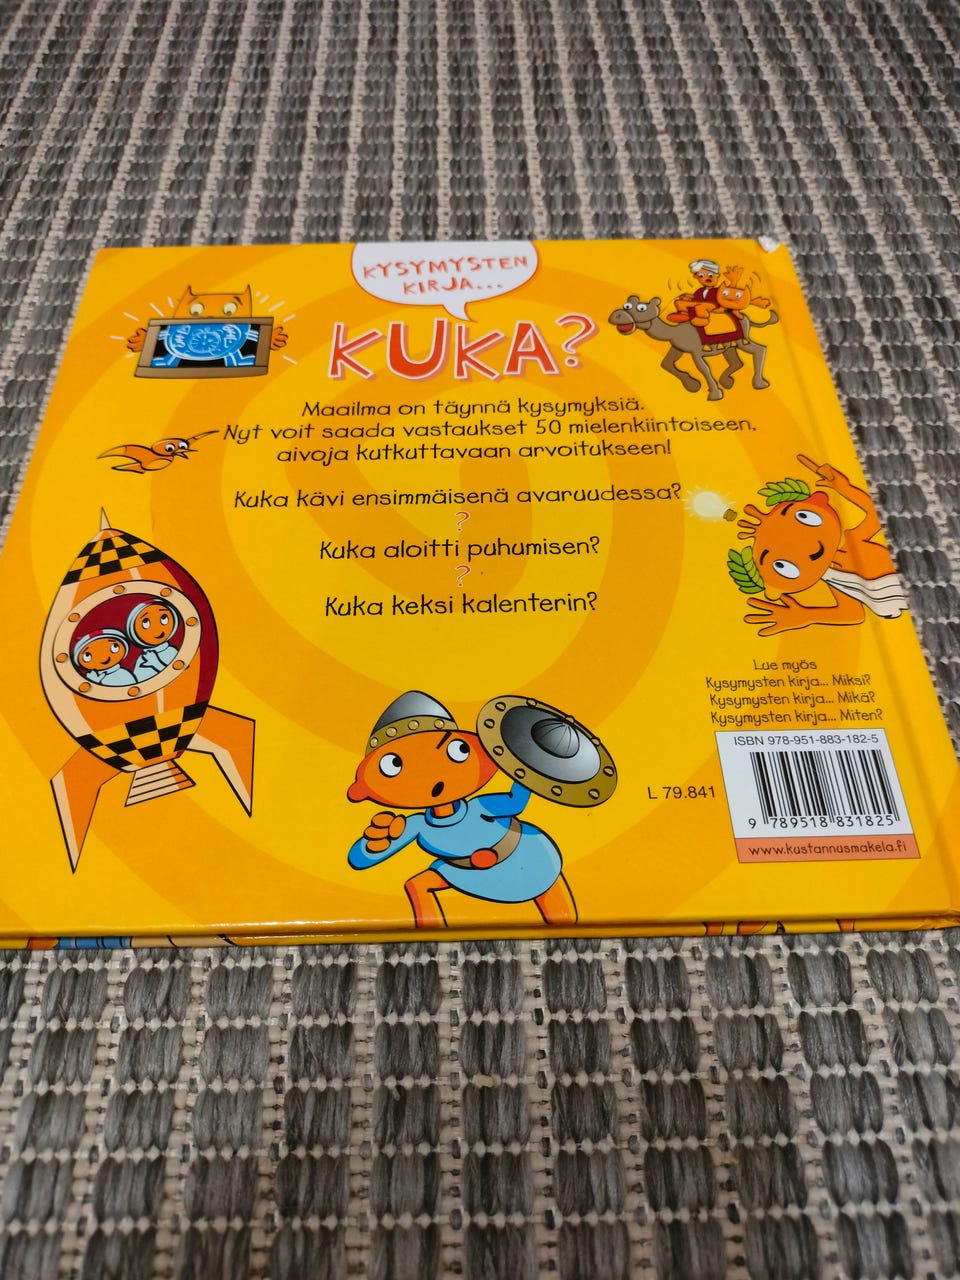 KYSYMYSTEN
KIRJA...
KUKA?
Maailma on täynnä kysymyksiä.
Nyt voit saada vastaukset 50 mielenkiintoiseen,
aivoja kutkuttavaan arvoitukseen!
Kuka kävi ensimmäisenä avaruudessa?
?
Kuka aloitti puhumisen?
?
Kuka keksi kalenterin?
Lue myös
Kysymysten kirja... Miksi?
Kysymysten kirja... Mikä?
Kysymysten kirja... Miten?
ISBN 978-951-883-182-5
L 79.841
9 789518 831825
www.kustannusmakela.fi